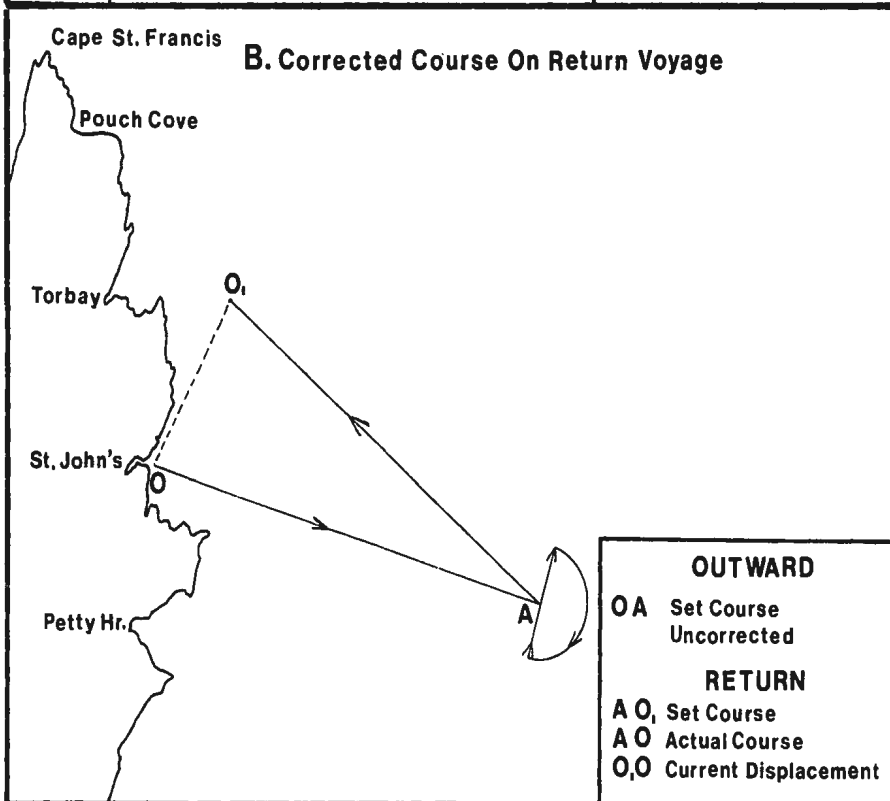 Cape St. Francis
B. Corrected Course On Return Voyage
Pouch Cove
O₁
Torbay
St. John's
O
A
Petty Hr.
OUTWARD
O A Set Course
Uncorrected
RETURN
A O₁ Set Course
A O Actual Course
O₁O Current Displacement